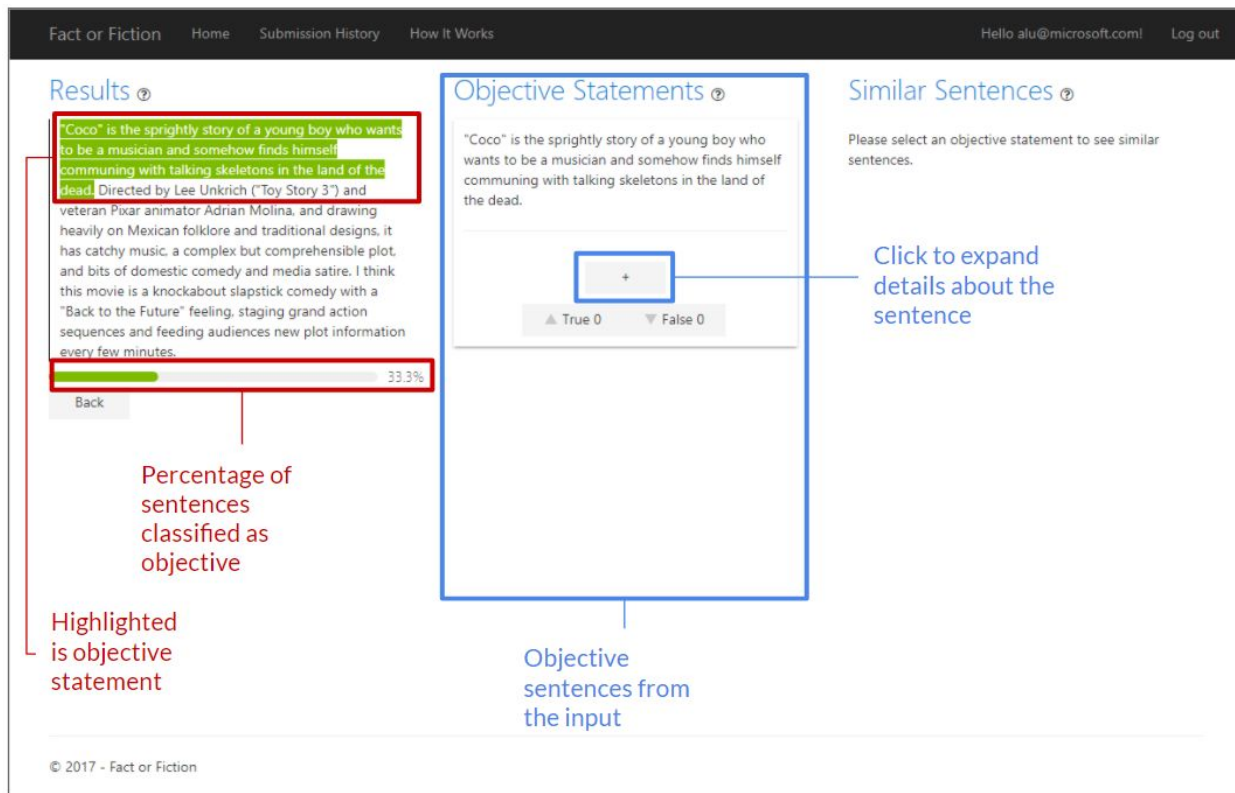 Fact or Fiction Home Submission History How It Works Hello alu@microsoft.com! Log out
Results ?
"Coco" is the sprightly story of a young boy who wants
to be a musician and somehow finds himself
communing with talking skeletons in the land of the
dead. Directed by Lee Unkrich ("Toy Story 3") and
veteran Pixar animator Adrian Molina, and drawing
heavily on Mexican folklore and traditional designs, it
has catchy music, a complex but comprehensible plot,
and bits of domestic comedy and media satire. I think
this movie is a knockabout slapstick comedy with a
"Back to the Future" feeling, staging grand action
sequences and feeding audiences new plot information
every few minutes.
33.3%
Back
Percentage of
sentences
classified as
objective
Highlighted
is objective
statement
Objective Statements ?
"Coco" is the sprightly story of a young boy who
wants to be a musician and somehow finds himself
communing with talking skeletons in the land of
the dead.
+
▲ True 0 ▼ False 0
Objective
sentences from
the input
Similar Sentences ?
Please select an objective statement to see similar
sentences.
Click to expand
details about the
sentence
© 2017 - Fact or Fiction